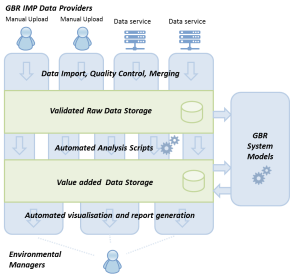 GBR IMP Data Providers
Manual Upload
Manual Upload
Data service
Data service
Data Import, Quality Control, Merging
Validated Raw Data Storage
Automated Analysis Scripts
Value added Data Storage
Automated visualisation and report generation
GBR
System
Models
Environmental
Managers